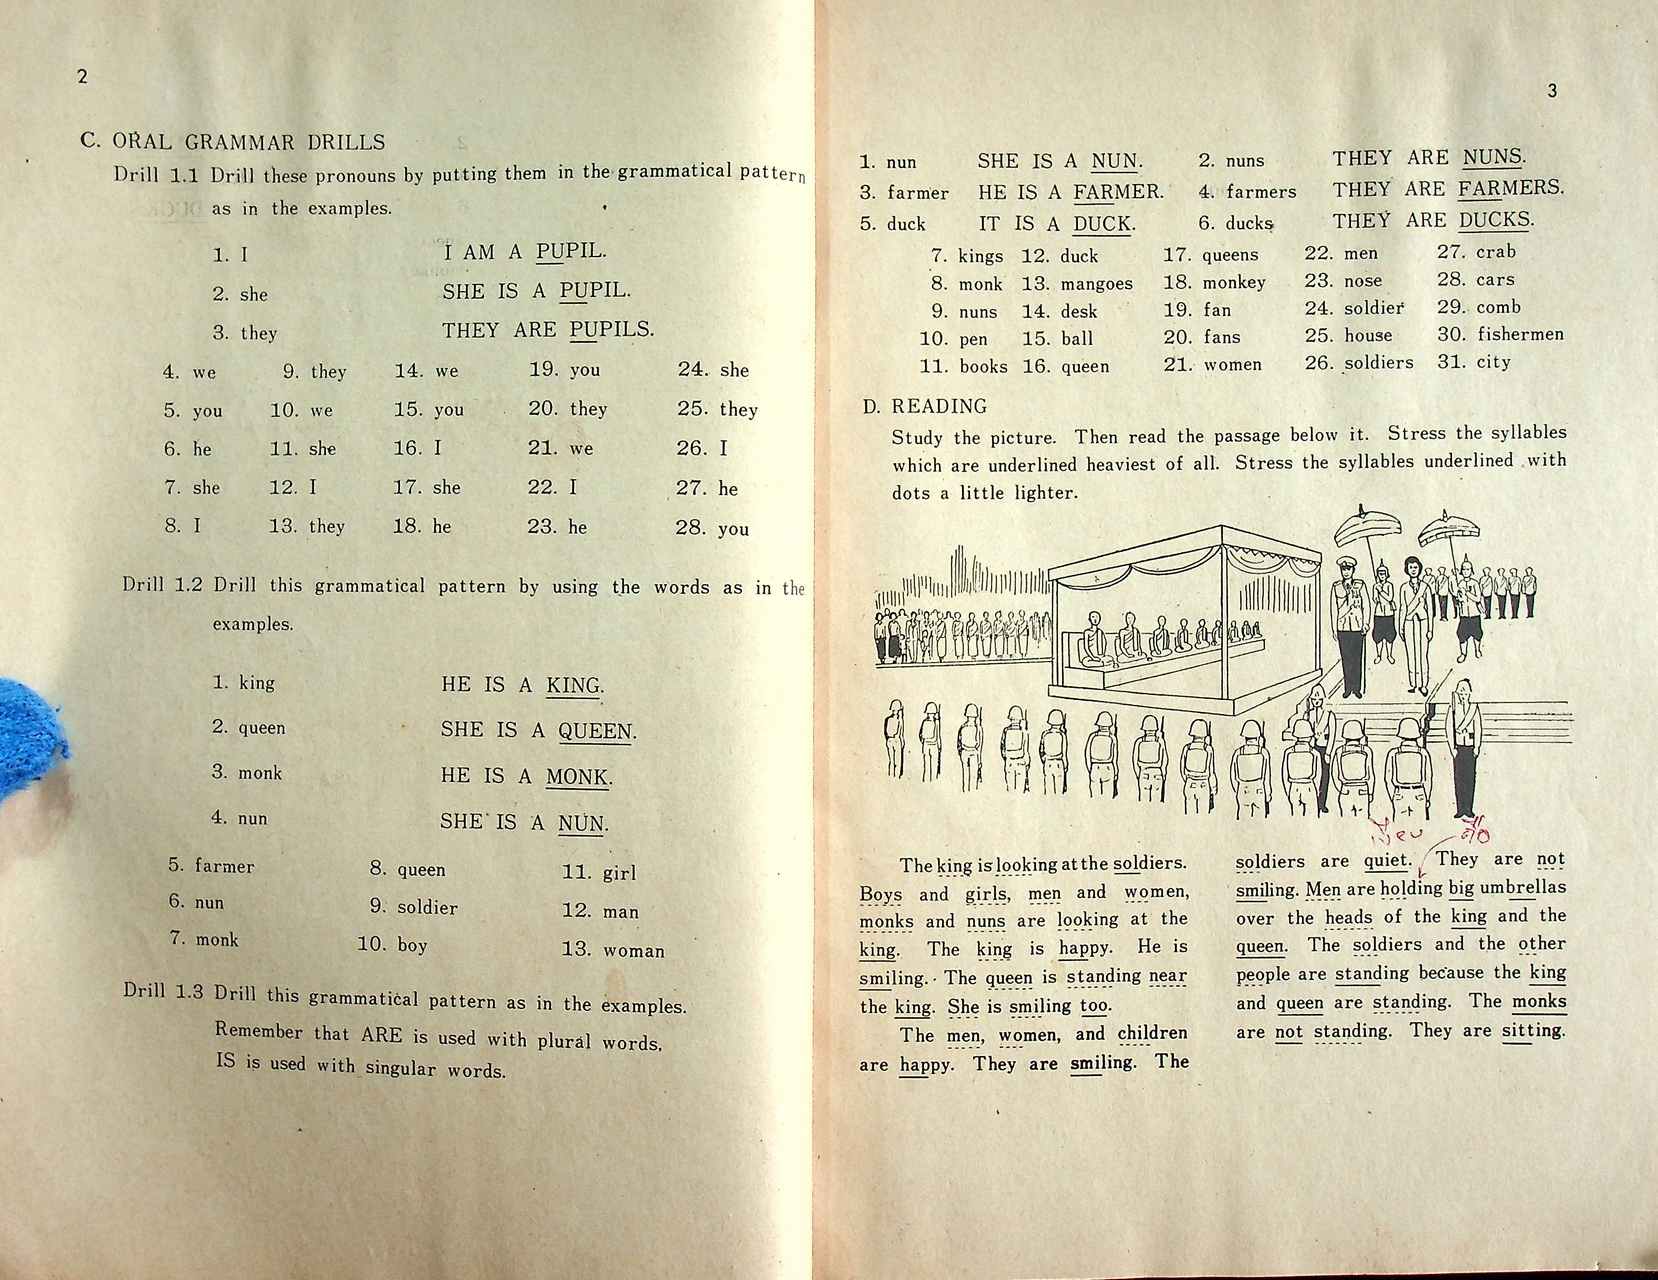 2
C. ORAL GRAMMAR DRILLS
Drill 1.1 Drill these pronouns by putting them in the grammatical pattern
as in the examples.
1. I I AM A PUPIL.
2. she SHE IS A PUPIL.
3. they THEY ARE PUPILS.
4. we 9. they 14. we 19. you 24. she
5. you 10. we 15. you 20. they 25. they
6. he 11. she 16. I 21. we 26. I
7. she 12. I 17. she 22. I 27. he
8. I 13. they 18. he 23. he 28. you
Drill 1.2 Drill this grammatical pattern by using the words as in the
examples.
1. king HE IS A KING.
2. queen SHE IS A QUEEN.
3. monk HE IS A MONK.
4. nun SHE IS A NUN.
5. farmer 8. queen 11. girl
6. nun 9. soldier 12. man
7. monk 10. boy 13. woman
Drill 1.3 Drill this grammatical pattern as in the examples.
Remember that ARE is used with plural words.
IS is used with singular words.
3
1. nun SHE IS A NUN. 2. nuns THEY ARE NUNS.
3. farmer HE IS A FARMER. 4. farmers THEY ARE FARMERS.
5. duck IT IS A DUCK. 6. ducks THEY ARE DUCKS.
7. kings 12. duck 17. queens 22. men 27. crab
8. monk 13. mangoes 18. monkey 23. nose 28. cars
9. nuns 14. desk 19. fan 24. soldier 29. comb
10. pen 15. ball 20. fans 25. house 30. fishermen
11. books 16. queen 21. women 26. soldiers 31. city
D. READING
Study the picture. Then read the passage below it. Stress the syllables
which are underlined heaviest of all. Stress the syllables underlined with
dots a little lighter.
The king is looking at the soldiers.
Boys and girls, men and women,
monks and nuns are looking at the
king. The king is happy. He is
smiling. The queen is standing near
the king. She is smiling too.
The men, women, and children
are happy. They are smiling. The
soldiers are quiet. They are not
smiling. Men are holding big umbrellas
over the heads of the king and the
queen. The soldiers and the other
people are standing because the king
and queen are standing. The monks
are not standing. They are sitting.